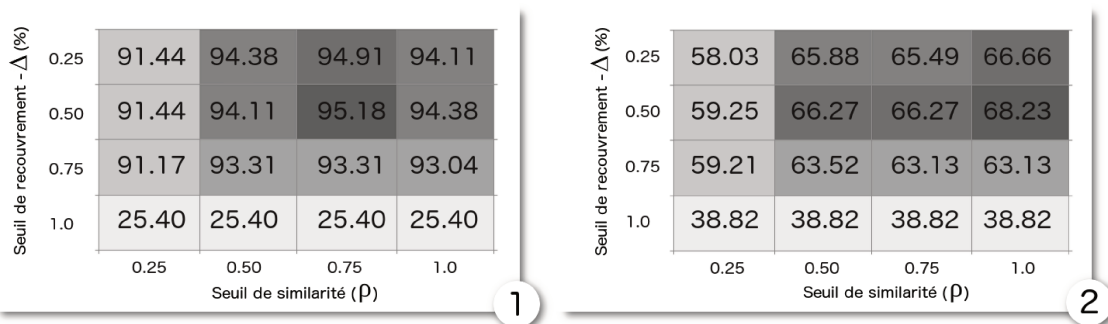 Seuil de recouvrement - Δ (%)
0.25 91.44 94.38 94.91 94.11
0.50 91.44 94.11 95.18 94.38
0.75 91.17 93.31 93.31 93.04
1.0 25.40 25.40 25.40 25.40
0.25 0.50 0.75 1.0
Seuil de similarité (ρ)
1
Seuil de recouvrement - Δ (%)
0.25 58.03 65.88 65.49 66.66
0.50 59.25 66.27 66.27 68.23
0.75 59.21 63.52 63.13 63.13
1.0 38.82 38.82 38.82 38.82
0.25 0.50 0.75 1.0
Seuil de similarité (ρ)
2